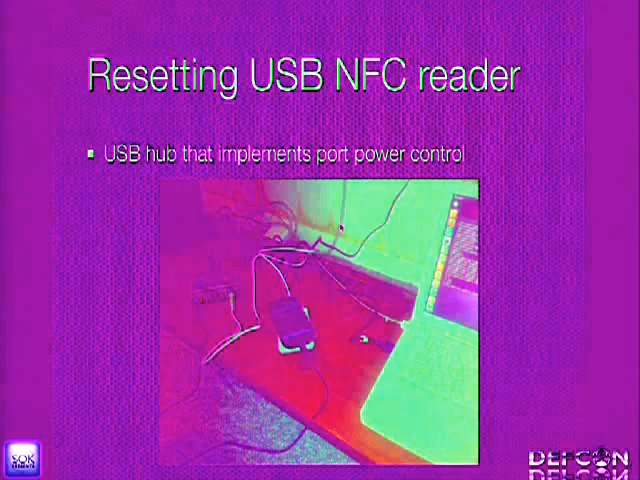 Resetting USB NFC reader
USB hub that implements port power control
DEFCON